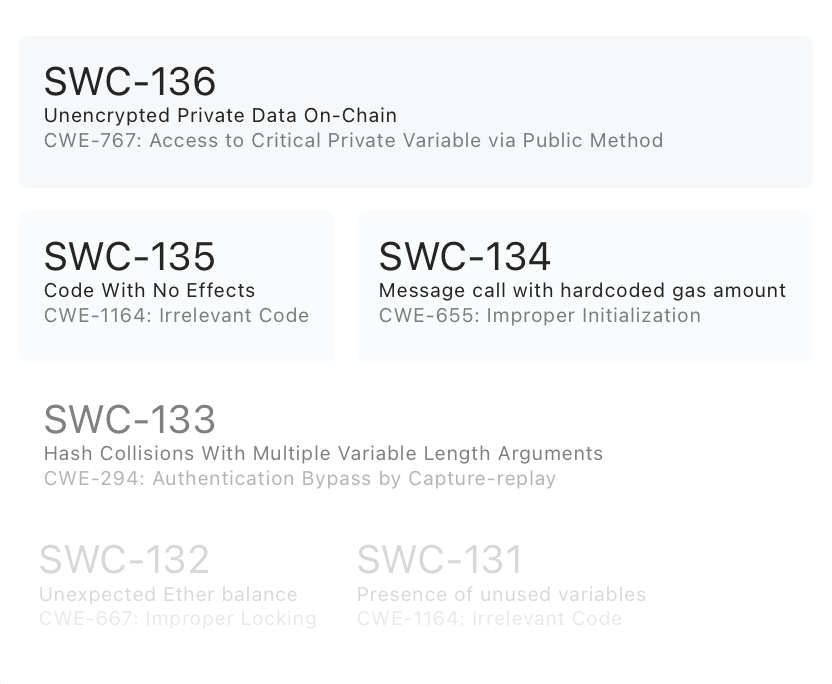 SWC-136
Unencrypted Private Data On-Chain
CWE-767: Access to Critical Private Variable via Public Method
SWC-135
Code With No Effects
CWE-1164: Irrelevant Code
SWC-134
Message call with hardcoded gas amount
CWE-655: Improper Initialization
SWC-133
Hash Collisions With Multiple Variable Length Arguments
CWE-294: Authentication Bypass by Capture-replay
SWC-132
Unexpected Ether balance
CWE-667: Improper Locking
SWC-131
Presence of unused variables
CWE-1164: Irrelevant Code